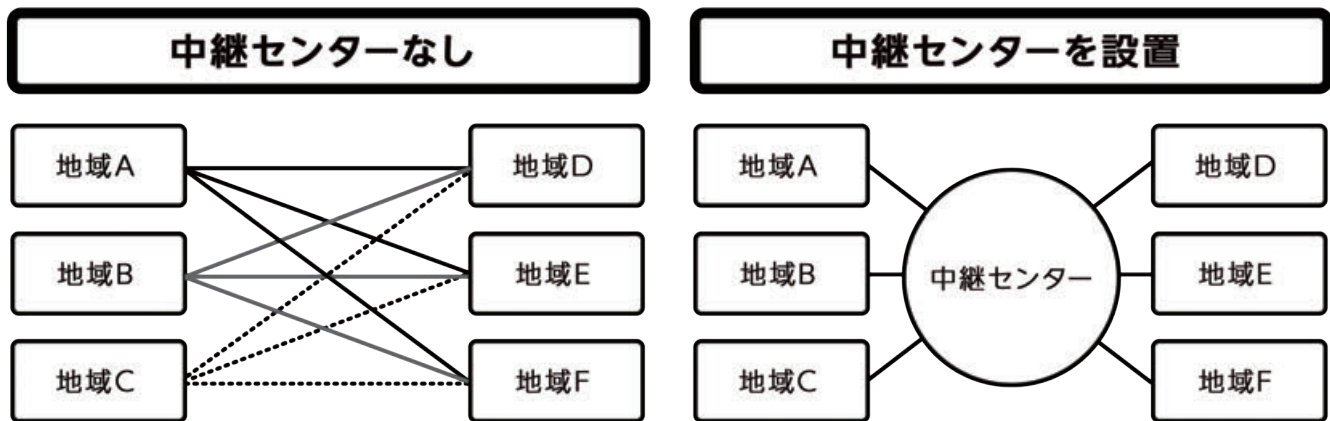 中継センターなし
地域A
地域B
地域C
地域D
地域E
地域F
中継センターを設置
地域A
地域B
地域C
中継センター
地域D
地域E
地域F